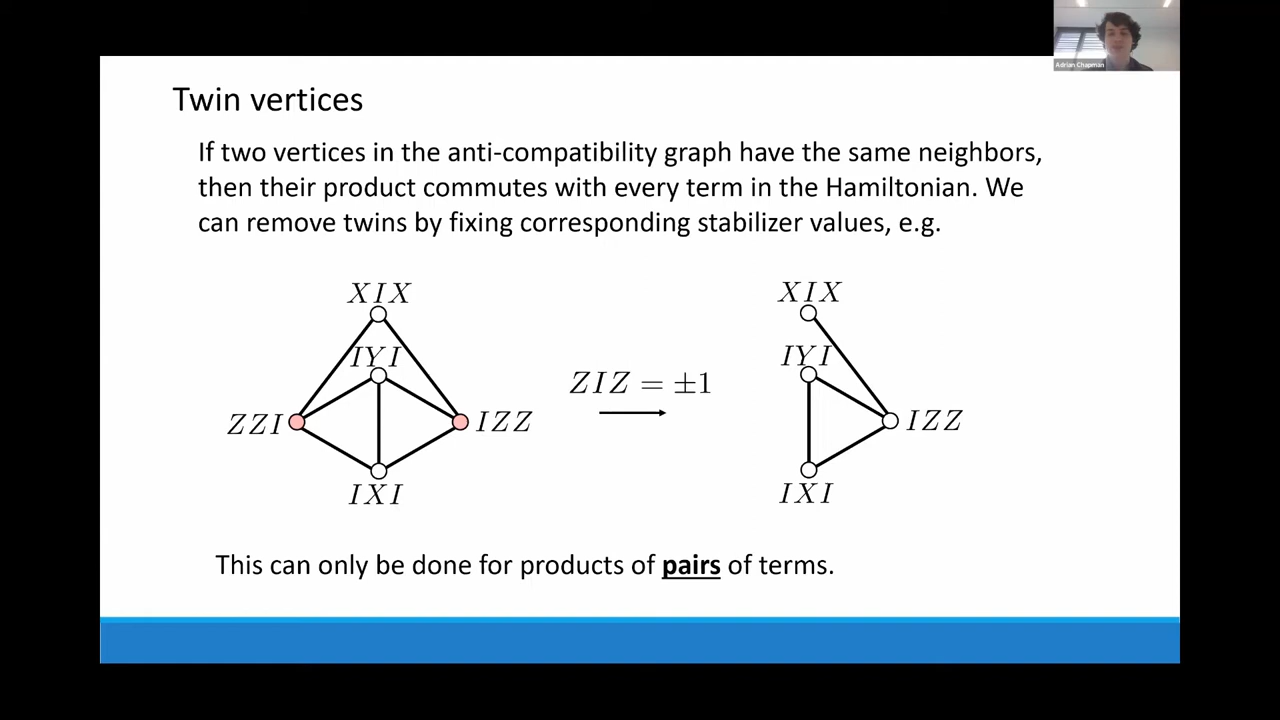 Adrian Chapman
Twin vertices
If two vertices in the anti-compatibility graph have the same neighbors,
then their product commutes with every term in the Hamiltonian. We
can remove twins by fixing corresponding stabilizer values, e.g.
XIX
IYI
ZZI
IZZ
IXI
ZIZ = ±1
XIX
IYI
IZZ
IXI
This can only be done for products of pairs of terms.